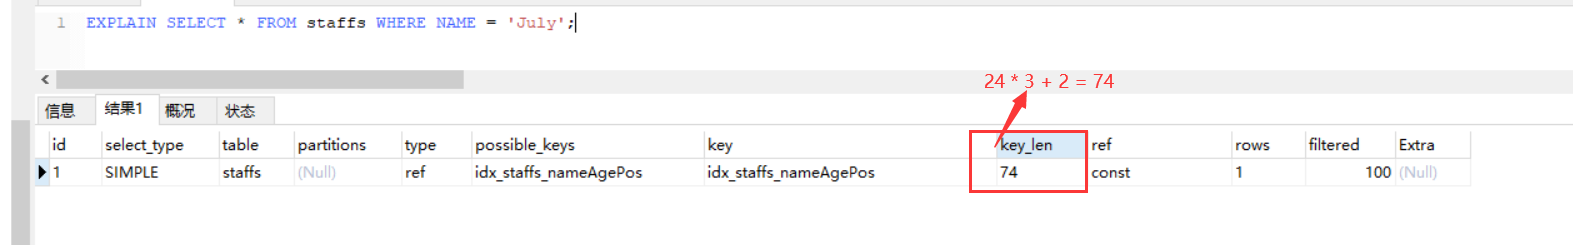 1 EXPLAIN SELECT * FROM staffs WHERE NAME = 'July';
24 * 3 + 2 = 74
信息 结果1 概况 状态
id select_type table partitions type possible_keys key key_len ref rows filtered Extra
1 SIMPLE staffs (Null) ref idx_staffs_nameAgePos idx_staffs_nameAgePos 74 const 1 100 (Null)